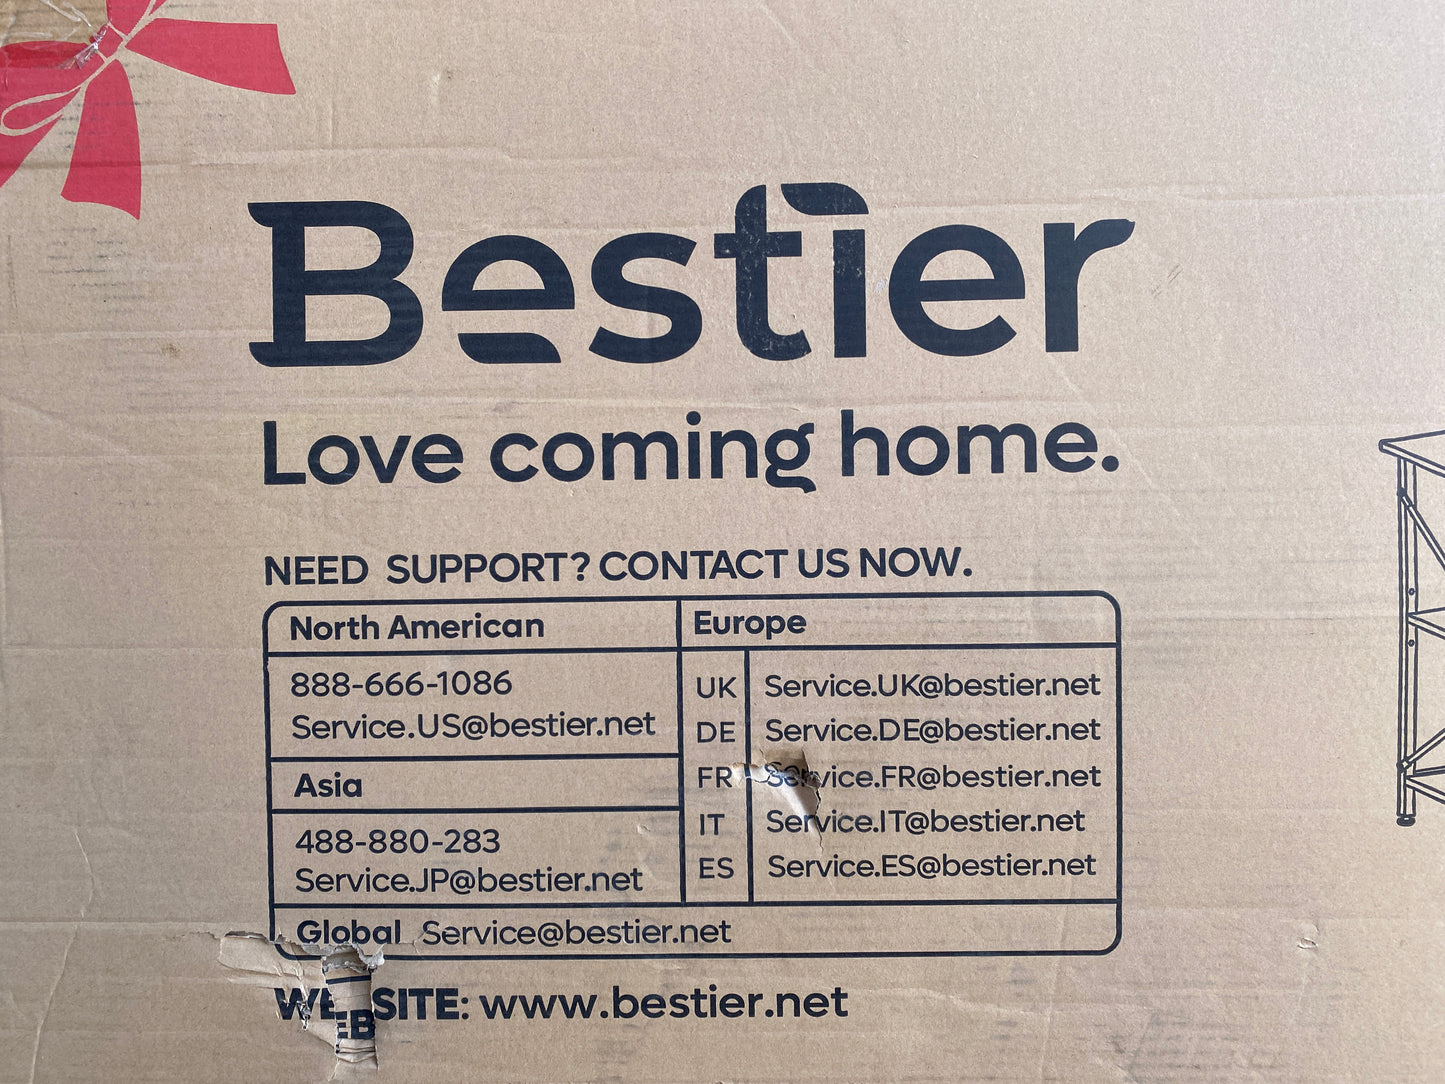 Bestier
Love coming home.
NEED SUPPORT? CONTACT US NOW.
North American
888-666-1086
Service.US@bestier.net
Asia
488-880-283
Service.JP@bestier.net
Europe
UK Service.UK@bestier.net
DE Service.DE@bestier.net
FR Service.FR@bestier.net
IT Service.IT@bestier.net
ES Service.ES@bestier.net
Global Service@bestier.net
WEBSITE: www.bestier.net